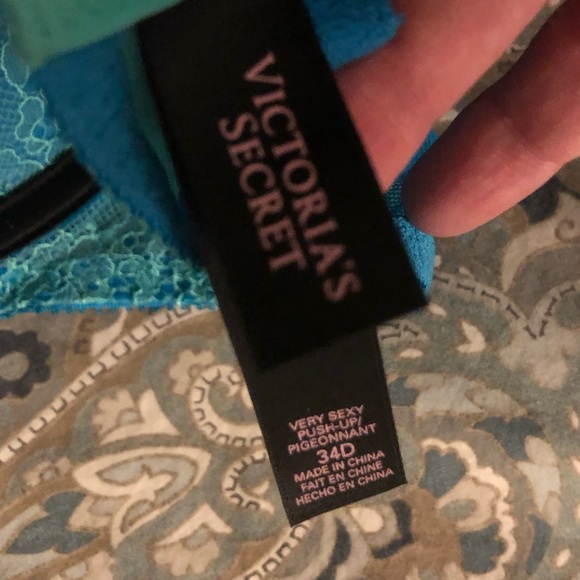 VICTORIA'S
SECRET
VERY SEXY
PUSH-UP/
PIGEONNANT
34D
MADE IN CHINA
FAIT EN CHINE
HECHO EN CHINA